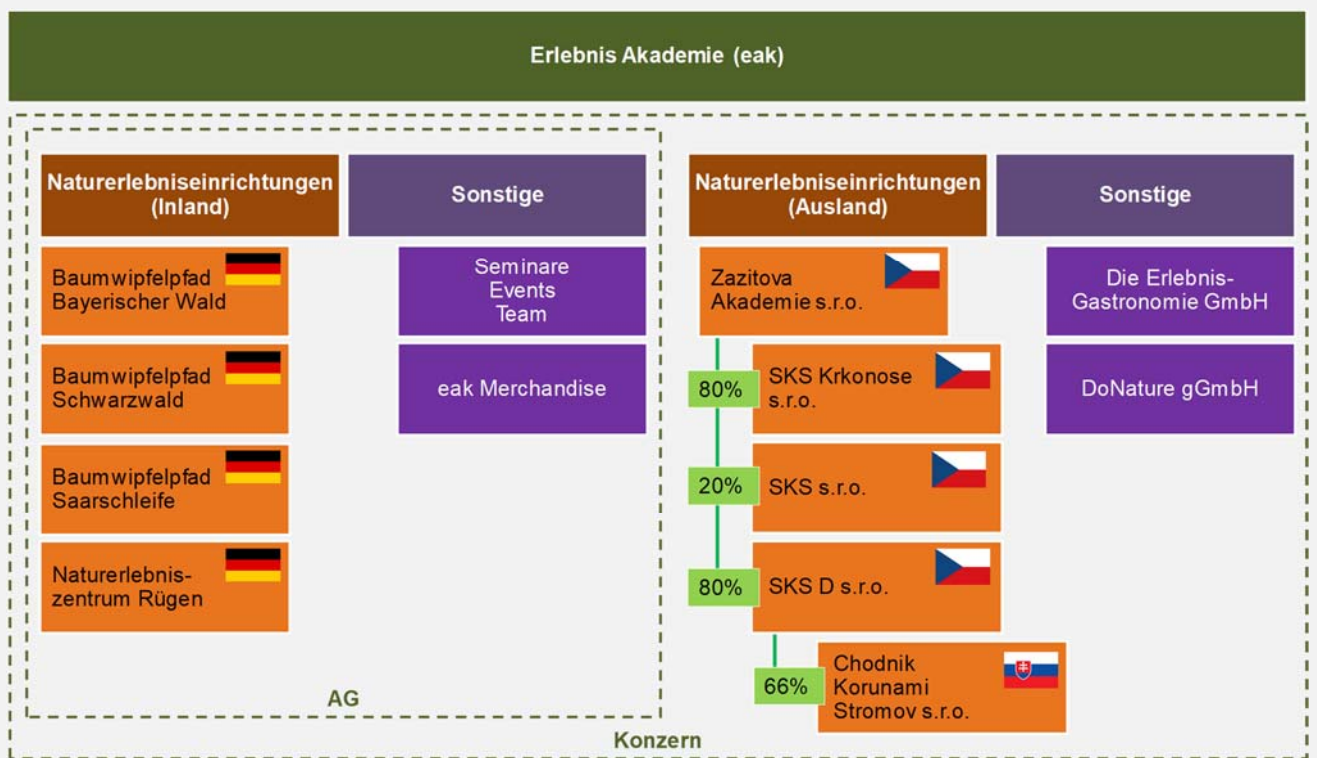 Erlebnis Akademie (eak)
Naturerlebniseinrichtungen
(Inland)
Sonstige
Baumwipfelpfad
Bayerischer Wald
Baumwipfelpfad
Schwarzwald
Baumwipfelpfad
Saarschleife
Naturerlebnis-
zentrum Rügen
Seminare
Events
Team
eak Merchandise
AG
Naturerlebniseinrichtungen
(Ausland)
Sonstige
Zazitova
Akademie s.r.o.
80%
SKS Krkonose
s.r.o.
20%
SKS s.r.o.
80%
SKS D s.r.o.
66%
Chodnik
Korunami
Stromov s.r.o.
Die Erlebnis-
Gastronomie GmbH
DoNature gGmbH
Konzern